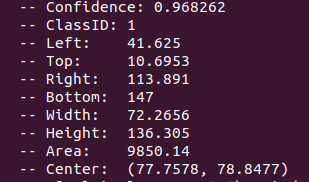 -- Confidence: 0.968262
-- ClassID: 1
-- Left: 41.625
-- Top: 10.6953
-- Right: 113.891
-- Bottom: 147
-- Width: 72.2656
-- Height: 136.305
-- Area: 9850.14
-- Center: (77.7578, 78.8477)